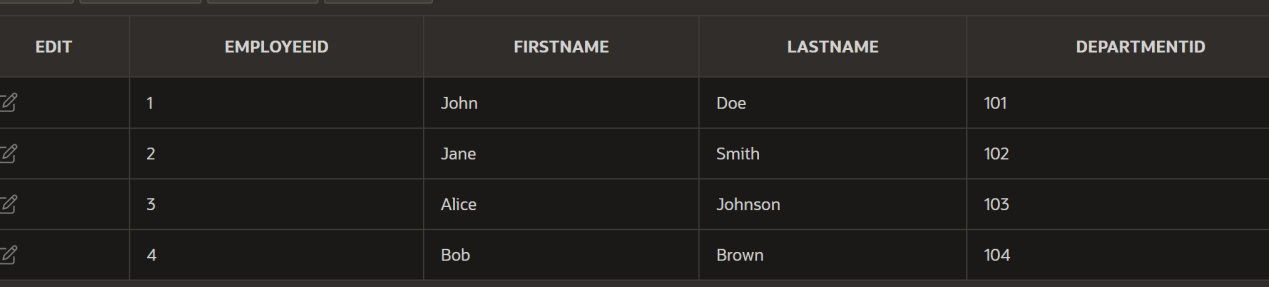 EDIT EMPLOYEEID FIRSTNAME LASTNAME DEPARTMENTID
1 John Doe 101
2 Jane Smith 102
3 Alice Johnson 103
4 Bob Brown 104